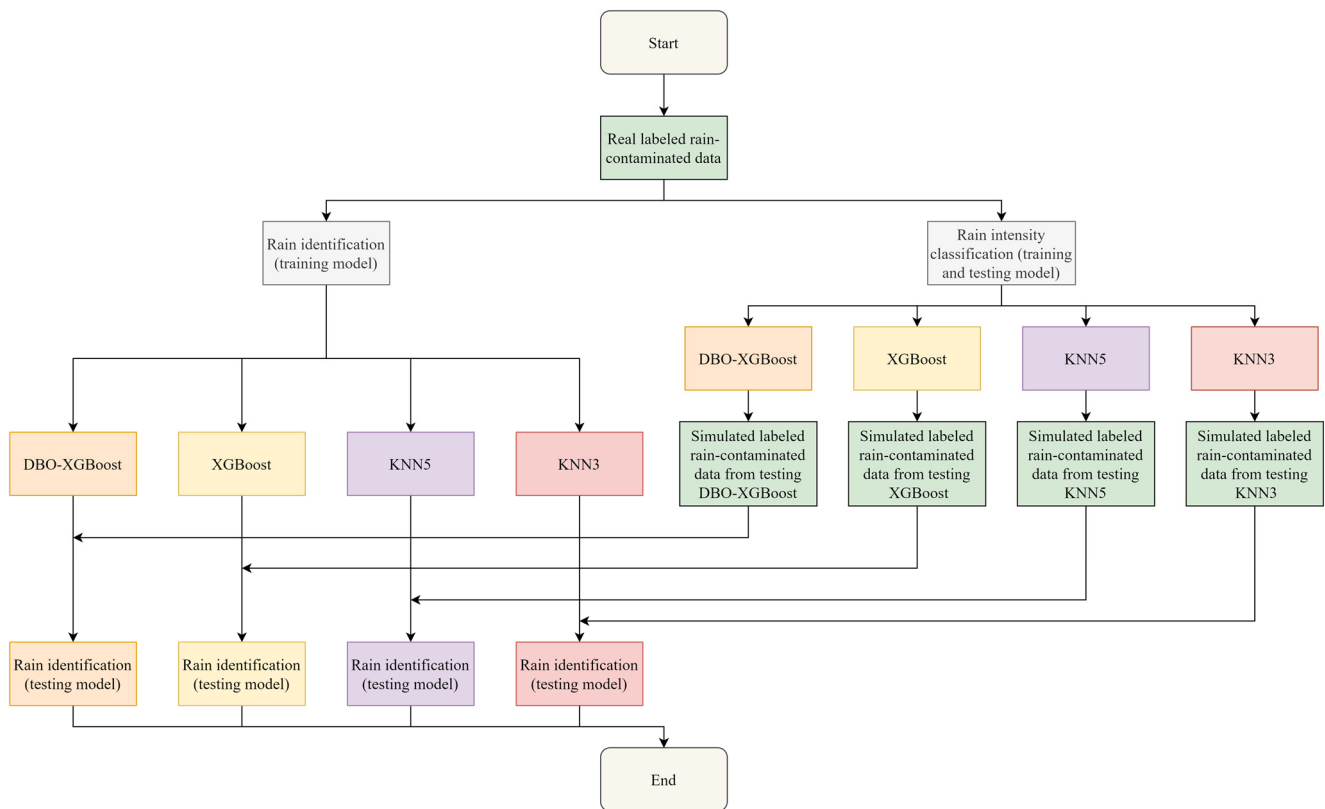 Start
Real labeled rain-
contaminated data
Rain identification
(training model)
Rain intensity
classification (training
and testing model)
DBO-XGBoost
XGBoost
KNN5
KNN3
DBO-XGBoost
XGBoost
KNN5
KNN3
Simulated labeled
rain-contaminated
data from testing
DBO-XGBoost
Simulated labeled
rain-contaminated
data from testing
XGBoost
Simulated labeled
rain-contaminated
data from testing
KNN5
Simulated labeled
rain-contaminated
data from testing
KNN3
Rain identification
(testing model)
Rain identification
(testing model)
Rain identification
(testing model)
Rain identification
(testing model)
End